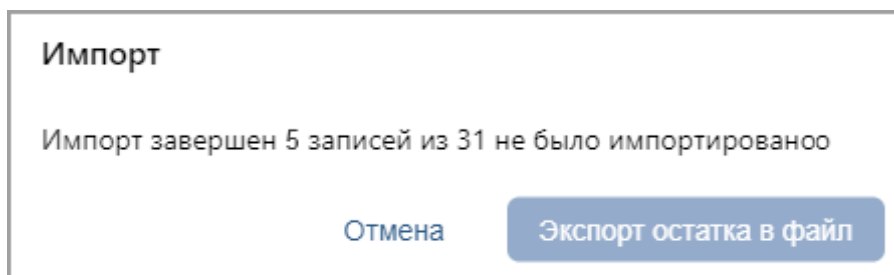 Импорт
Импорт завершен 5 записей из 31 не было импортированоо
Отмена
Экспорт остатка в файл